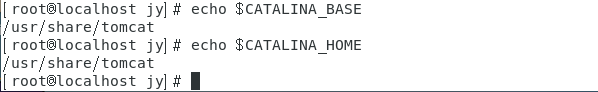 [root@localhost jy]# echo $CATALINA_BASE
/usr/share/tomcat
[root@localhost jy]# echo $CATALINA_HOME
/usr/share/tomcat
[root@localhost jy]#